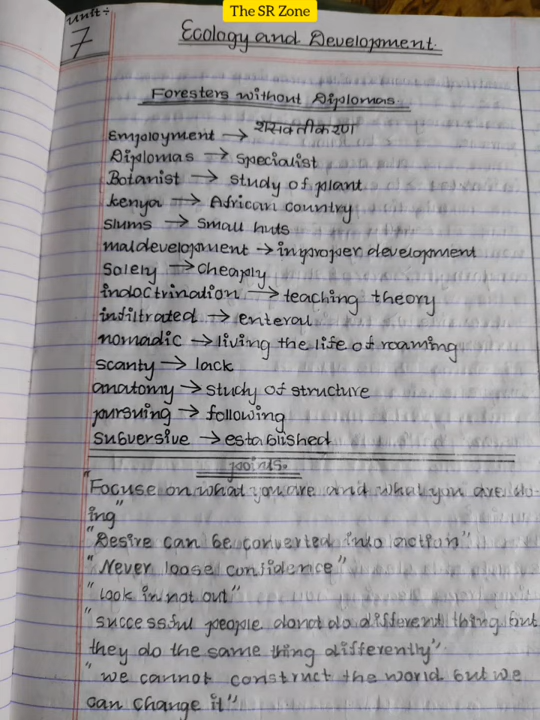 The SR Zone
Unit ÷
7
Ecology and Development.
Foresters without Diplomas.
Employment → शसक्तीकरण
Diplomas → specialist
Botanist → study of plant
kenya → African country
slums → small huts
maldevelopment → inproper development
solely → cheaply
indoctrination → teaching theory
infiltrated → enteral
nomadic → living the life of roaming
scanty → lack
anatomy → study of structure
pursuing → following
subversive → established
points.
"Focuse on what you are and what you are do-
ing"
"Desire can be converted into action"
"Never loose confidence"
"look in not out"
"successful people donot do different thing but
they do the same thing differently"
"we cannot construct the world but we
can change it"